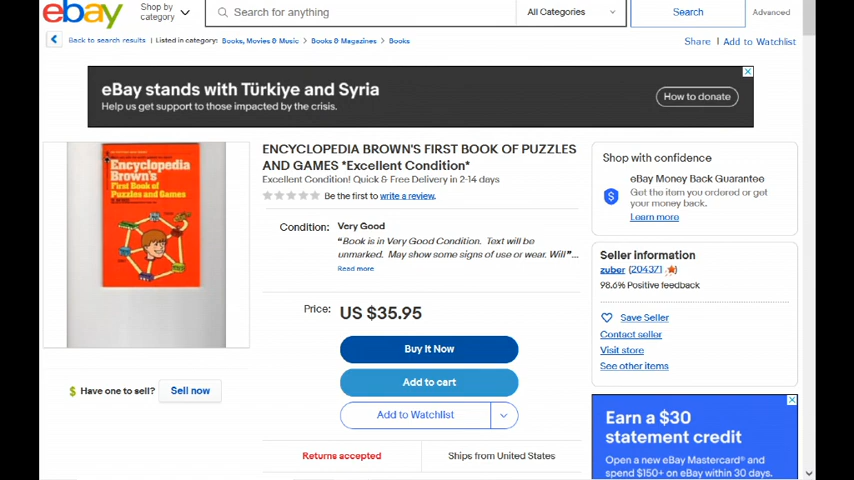 ebay
Shop by
category
Search for anything
All Categories
Search
Advanced
Back to search results
Listed in category:
Books, Movies & Music
Books & Magazines
Books
Share
Add to Watchlist
eBay stands with Türkiye and Syria
Help us get support to those impacted by the crisis.
How to donate
Encyclopedia
Brown's
First Book of
Puzzles and Games
ENCYCLOPEDIA BROWN'S FIRST BOOK OF PUZZLES
AND GAMES *Excellent Condition*
Excellent Condition! Quick & Free Delivery in 2-14 days
Be the first to write a review.
Condition:
Very Good
“Book is in Very Good Condition. Text will be
unmarked. May show some signs of use or wear. Will”...
Read more
Price:
US $35.95
Buy It Now
Add to cart
Add to Watchlist
Have one to sell?
Sell now
Returns accepted
Ships from United States
Shop with confidence
eBay Money Back Guarantee
Get the item you ordered or get
your money back.
Learn more
Seller information
zuber (20437)
98.6% Positive feedback
Save Seller
Contact seller
Visit store
See other items
Earn a $30
statement credit
Open a new eBay Mastercard® and
spend $150+ on eBay within 30 days.